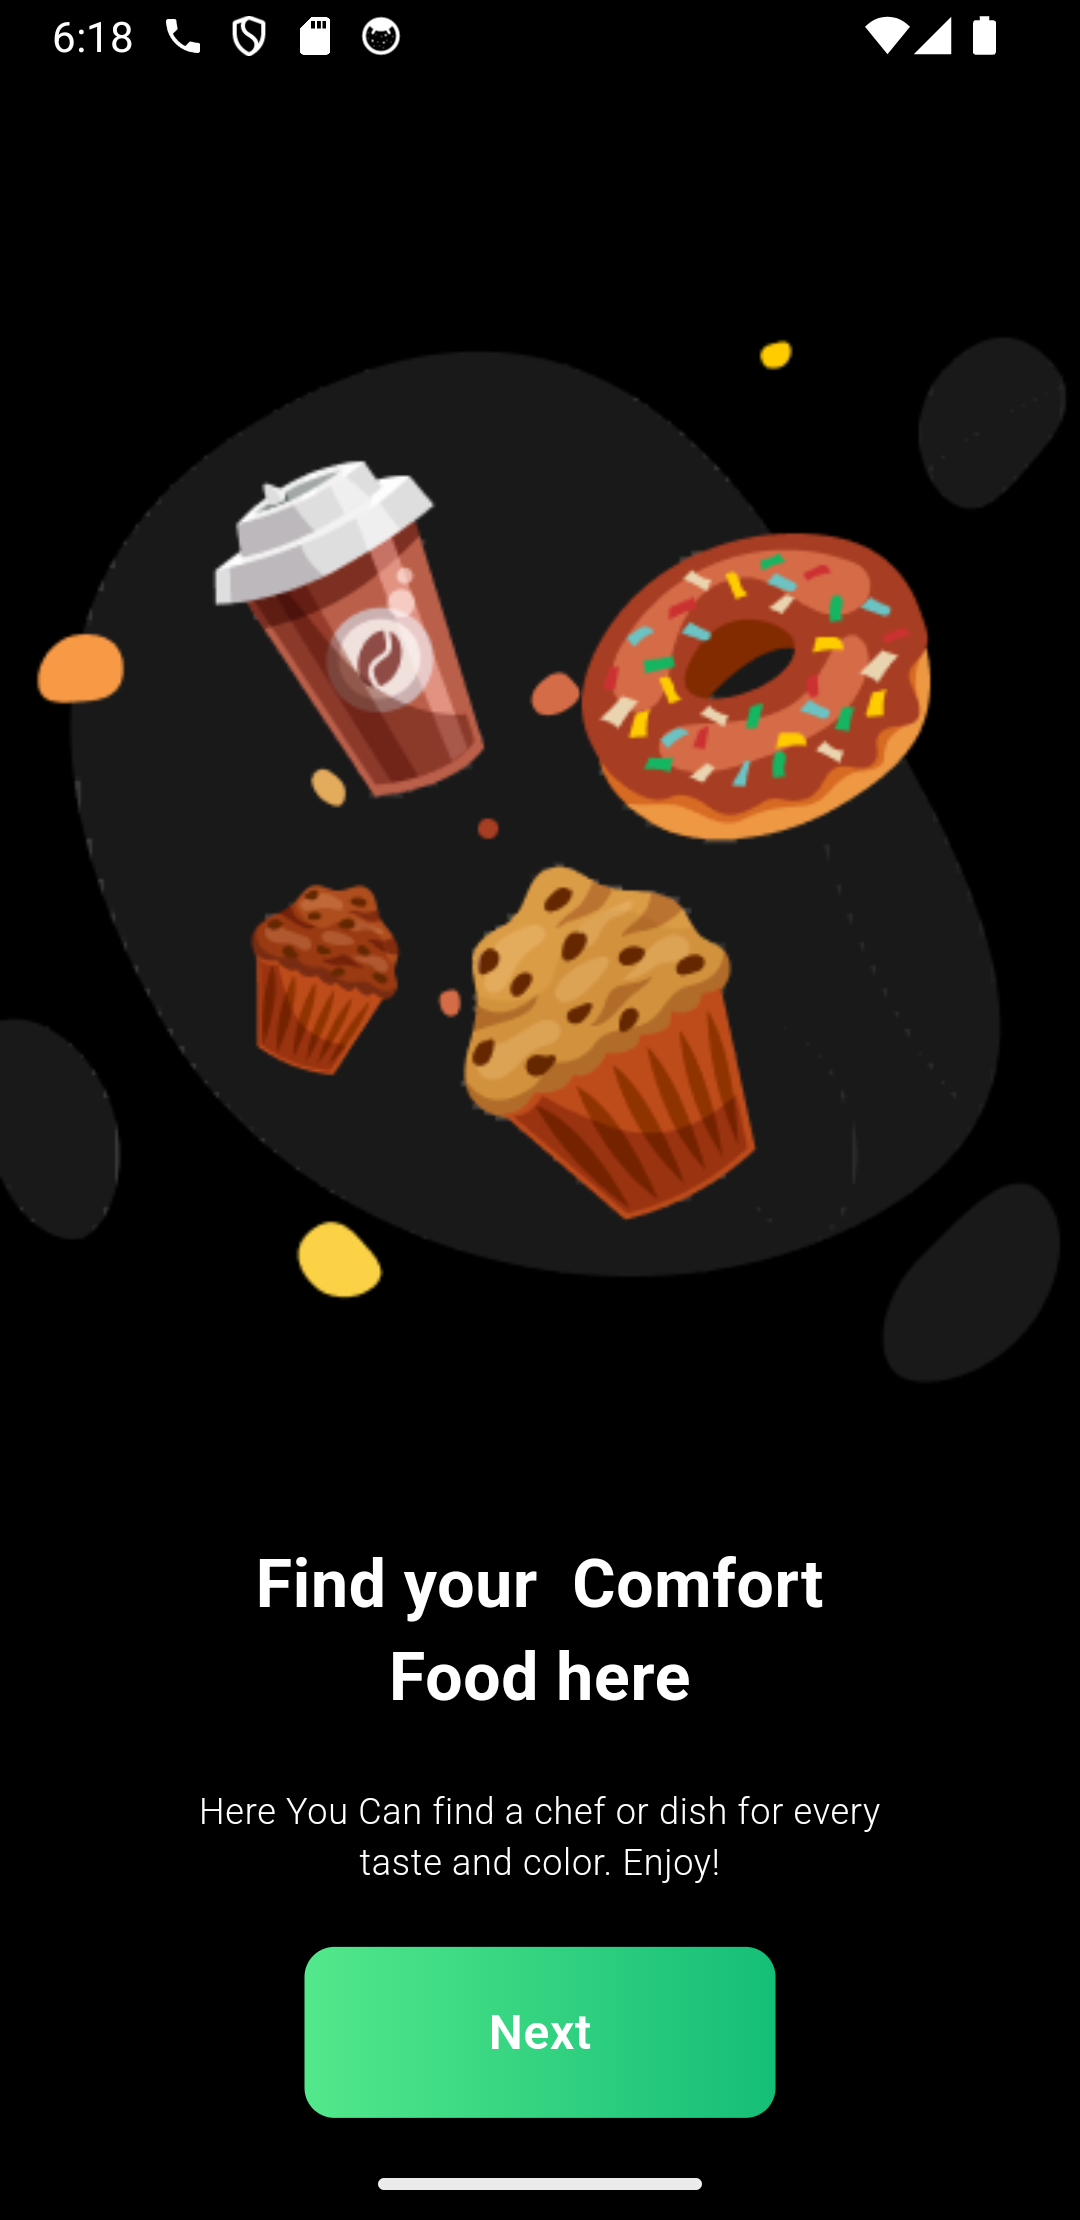 6:18
Find your  Comfort
Food here
Here You Can find a chef or dish for every
taste and color. Enjoy!
Next